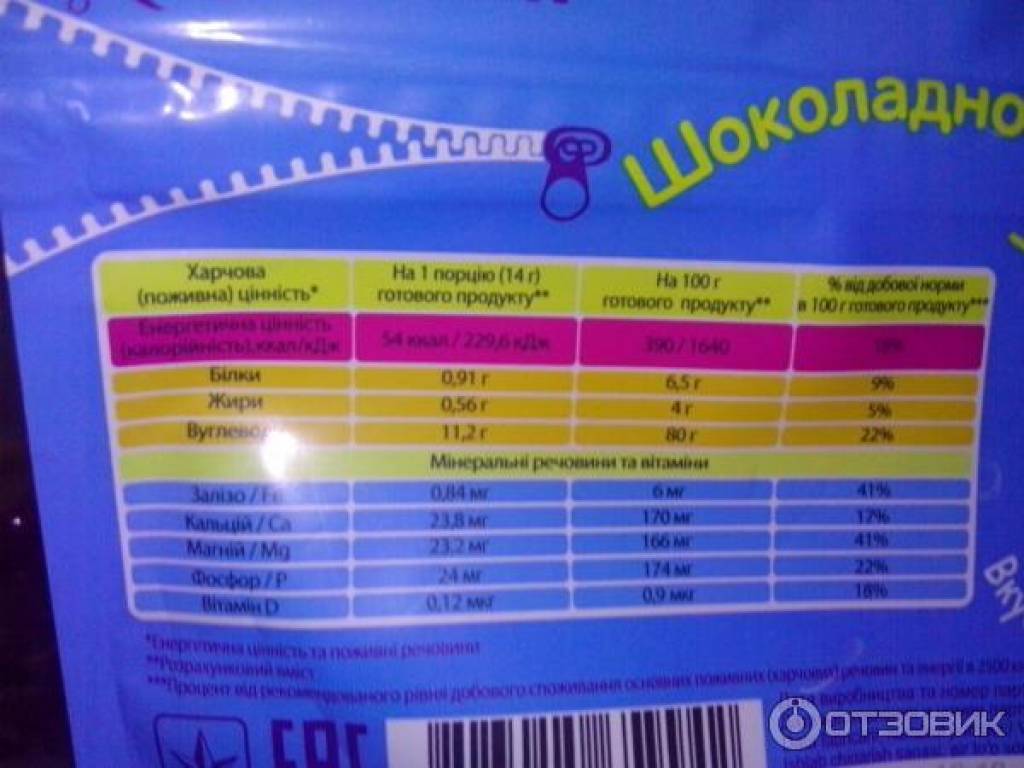 Шоколадно
Харчова (поживна) цінність* На 1 порцію (14 г) готового продукту** На 100 г готового продукту** % від добової норми в 100 г готового продукту***
Енергетична цінність (калорійність),ккал/кДж 54 ккал / 229,6 кДж 390 / 1640 18%
Білки 0,91 г 6,5 г 9%
Жири 0,56 г 4 г 5%
11,2 г 80 г 22%
Мінеральні речовини та вітаміни
Залізо / Fe 0,84 мг 6 мг 41%
Кальцій / Ca 23,8 мг 170 мг 17%
Магній / Mg 23,2 мг 166 мг 41%
Фосфор / P 24 мг 174 мг 22%
Вітамін D 0,12 мкг 0,9 мкг 18%
*Енергетична цінність та поживні речовини
**Розрахунковий вміст
***Процент від рекомендованого рівня добового споживання основних поживних (харчових) речовин та енергії в 2500
виробництва та номер
ОТЗОВИК